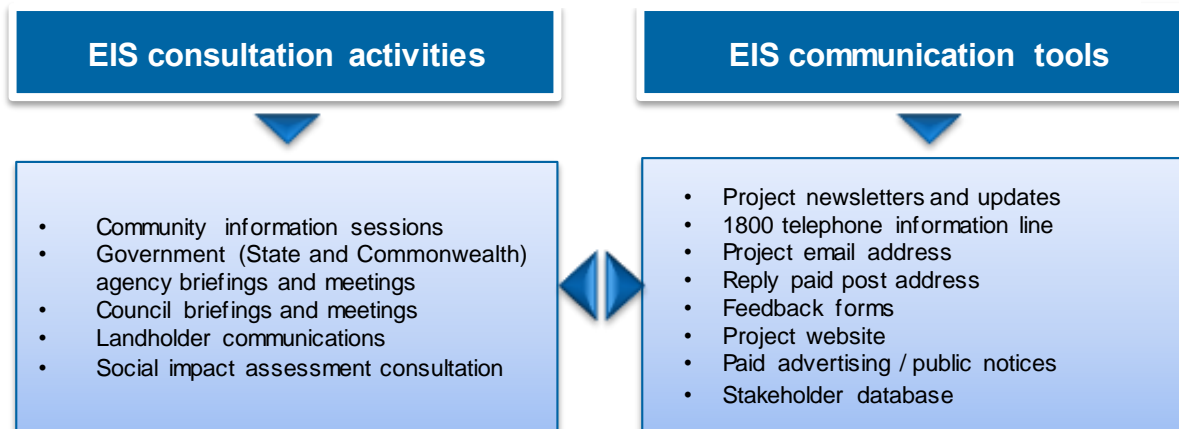 EIS consultation activities
• Community information sessions
• Government (State and Commonwealth)
agency briefings and meetings
• Council briefings and meetings
• Landholder communications
• Social impact assessment consultation
EIS communication tools
• Project newsletters and updates
• 1800 telephone information line
• Project email address
• Reply paid post address
• Feedback forms
• Project website
• Paid advertising / public notices
• Stakeholder database